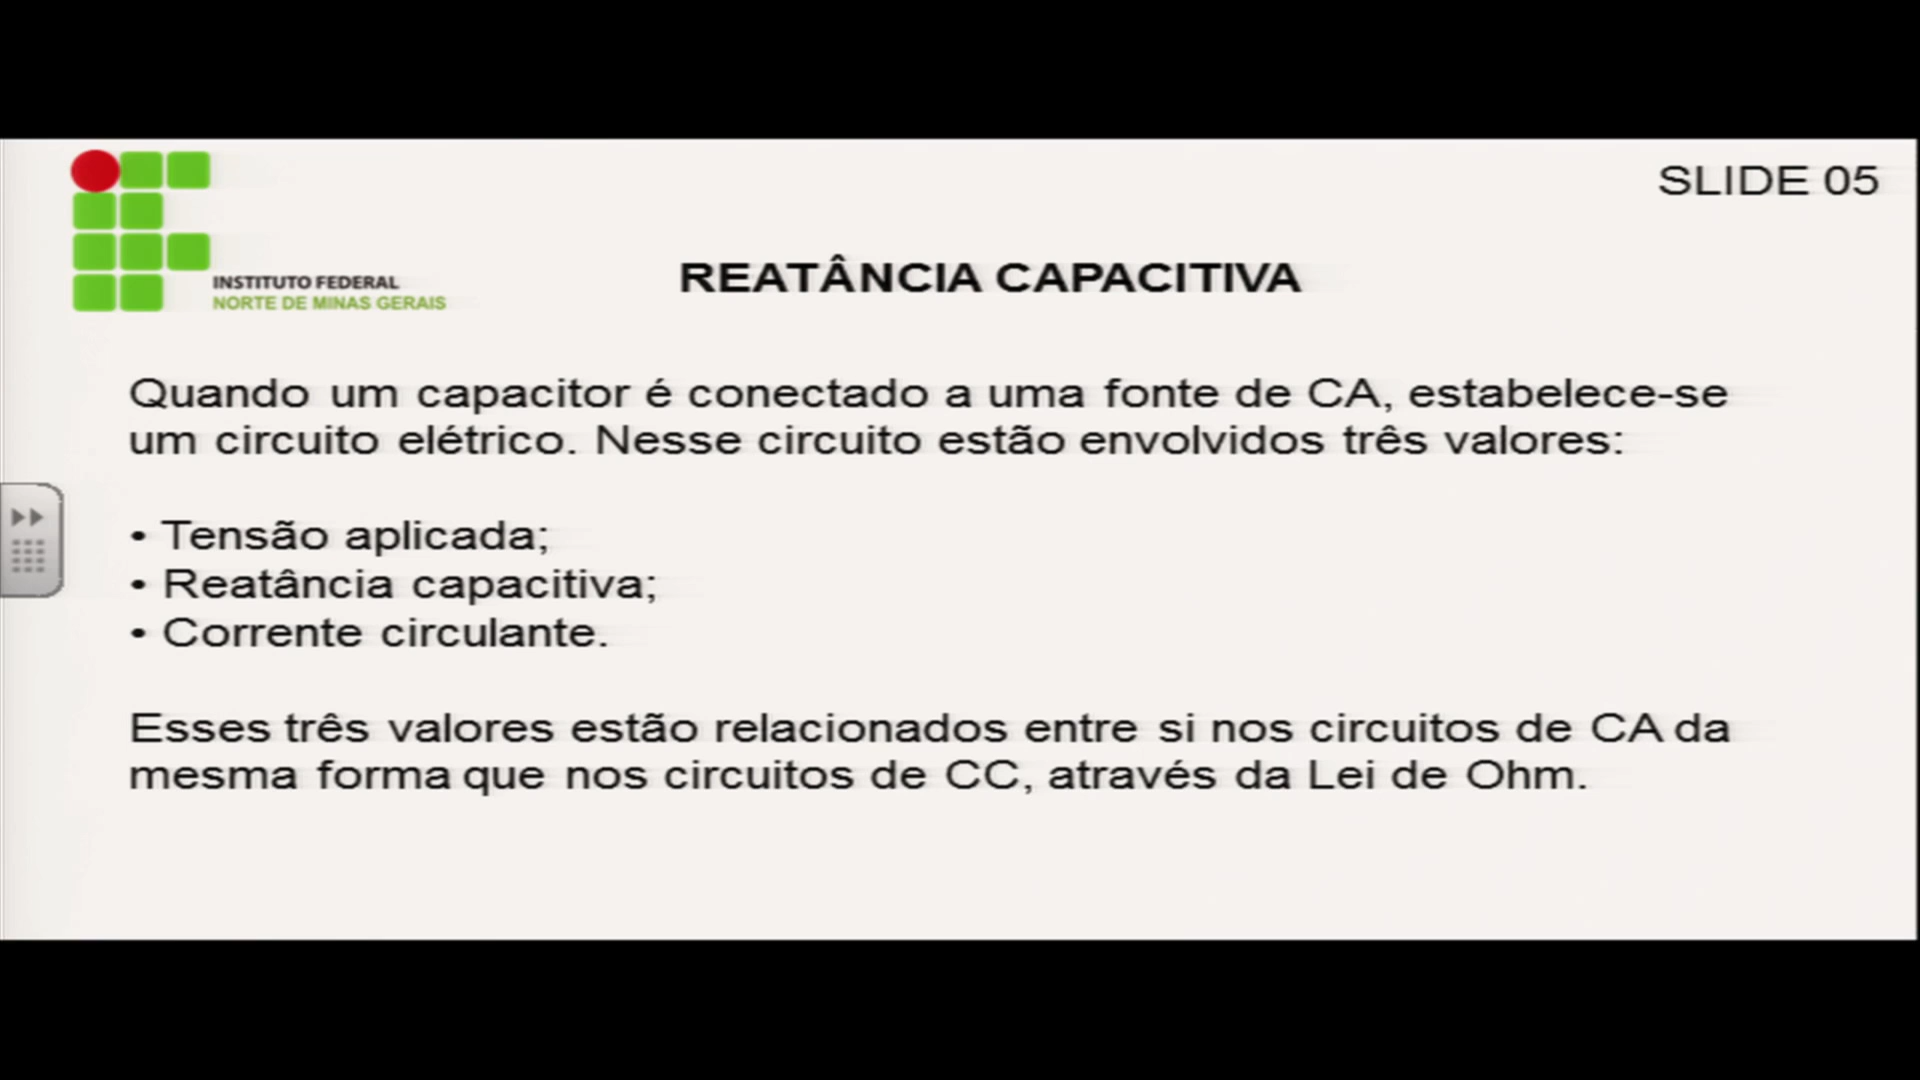 SLIDE 05
INSTITUTO FEDERAL
NORTE DE MINAS GERAIS
REATÂNCIA CAPACITIVA
Quando um capacitor é conectado a uma fonte de CA, estabelece-se
um circuito elétrico. Nesse circuito estão envolvidos três valores:
• Tensão aplicada;
• Reatância capacitiva;
• Corrente circulante.
Esses três valores estão relacionados entre si nos circuitos de CA da
mesma forma que nos circuitos de CC, através da Lei de Ohm.